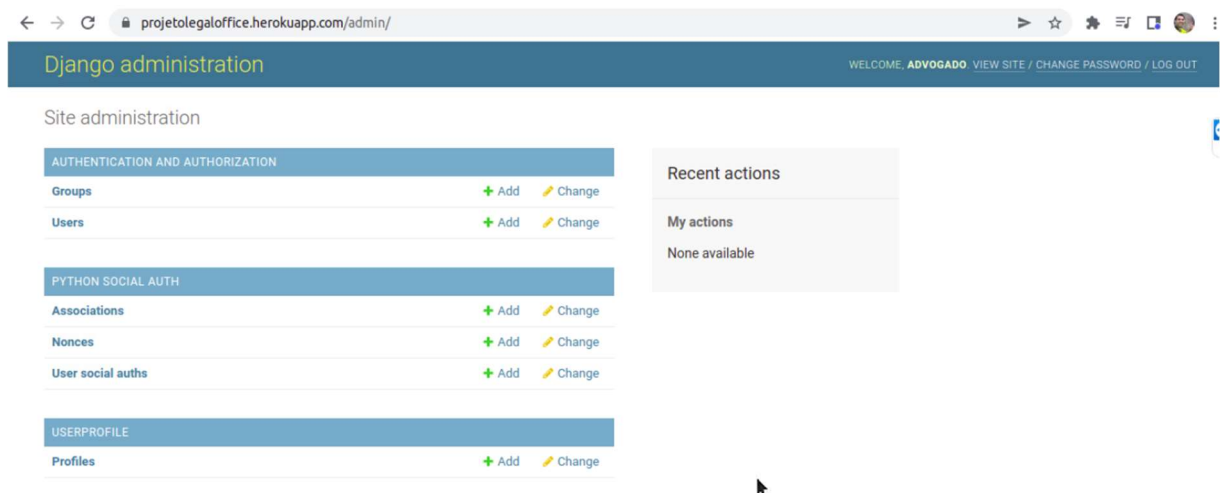 projetolegaloffice.herokuapp.com/admin/
Django administration
WELCOME, ADVOGADO. VIEW SITE / CHANGE PASSWORD / LOG OUT
Site administration
AUTHENTICATION AND AUTHORIZATION
Groups + Add Change
Users + Add Change
PYTHON SOCIAL AUTH
Associations + Add Change
Nonces + Add Change
User social auths + Add Change
USERPROFILE
Profiles + Add Change
Recent actions
My actions
None available